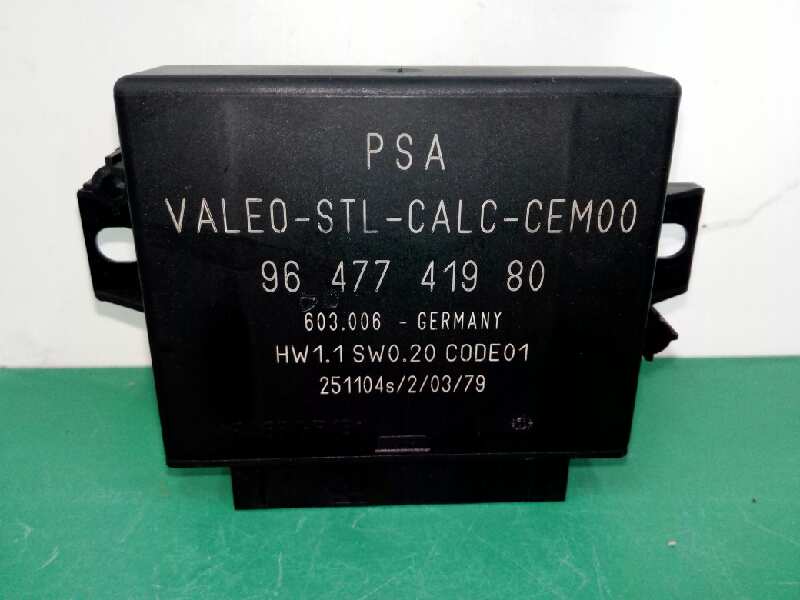 PSA
VALEO-STL-CALC-CEM00
96 477 419 80
603.006 - GERMANY
HW1.1 SW0.20 CODE01
251104s/2/03/79